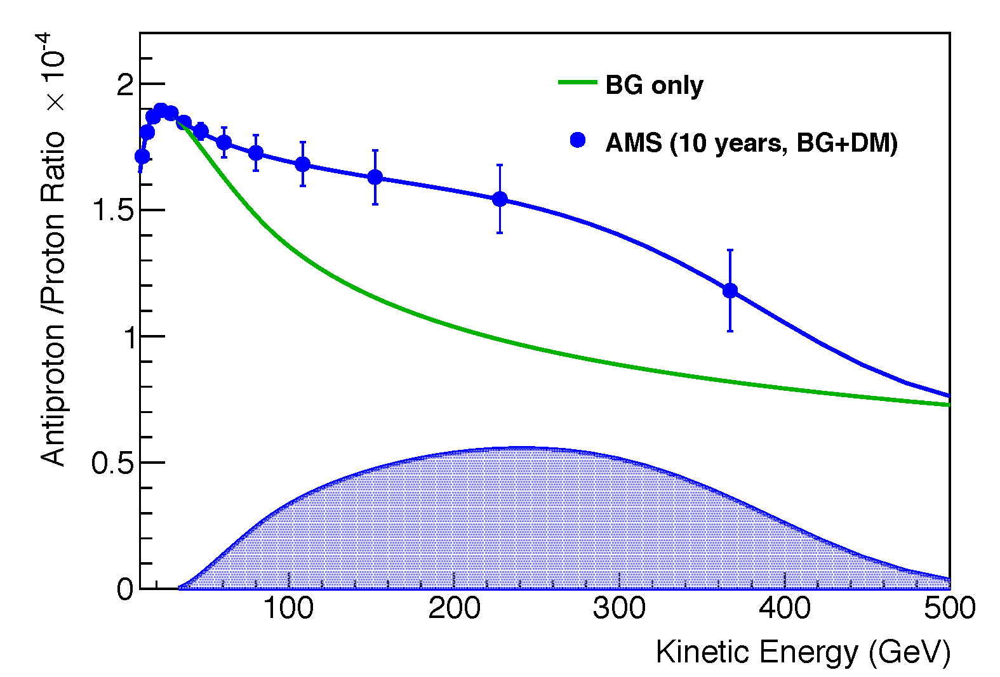 Antiproton /Proton Ratio × 10-4
BG only
AMS (10 years, BG+DM)
2
1.5
1
0.5
0
100 200 300 400 500
Kinetic Energy (GeV)